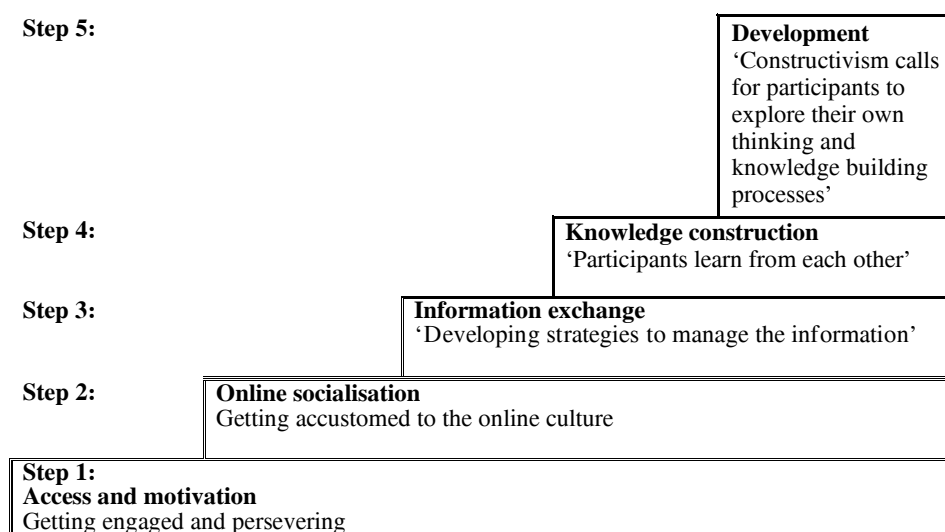 Step 5:
Development
‘Constructivism calls
for participants to
explore their own
thinking and
knowledge building
processes’
Step 4:
Knowledge construction
‘Participants learn from each other’
Step 3:
Information exchange
‘Developing strategies to manage the information’
Step 2:
Online socialisation
Getting accustomed to the online culture
Step 1:
Access and motivation
Getting engaged and persevering